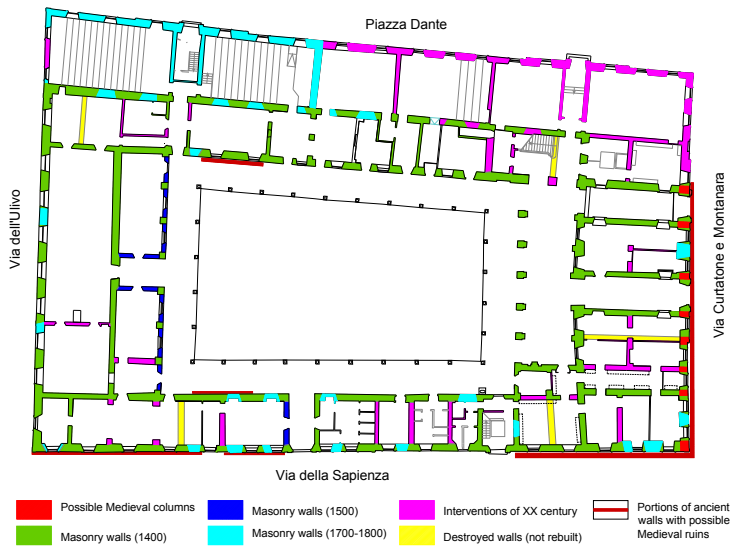 Piazza Dante
Via dell'Ulivo
Via Curtatone e Montanara
Via della Sapienza
Possible Medieval columns
Masonry walls (1500)
Interventions of XX century
Portions of ancient
walls with possible
Medieval ruins
Masonry walls (1400)
Masonry walls (1700-1800)
Destroyed walls (not rebuilt)